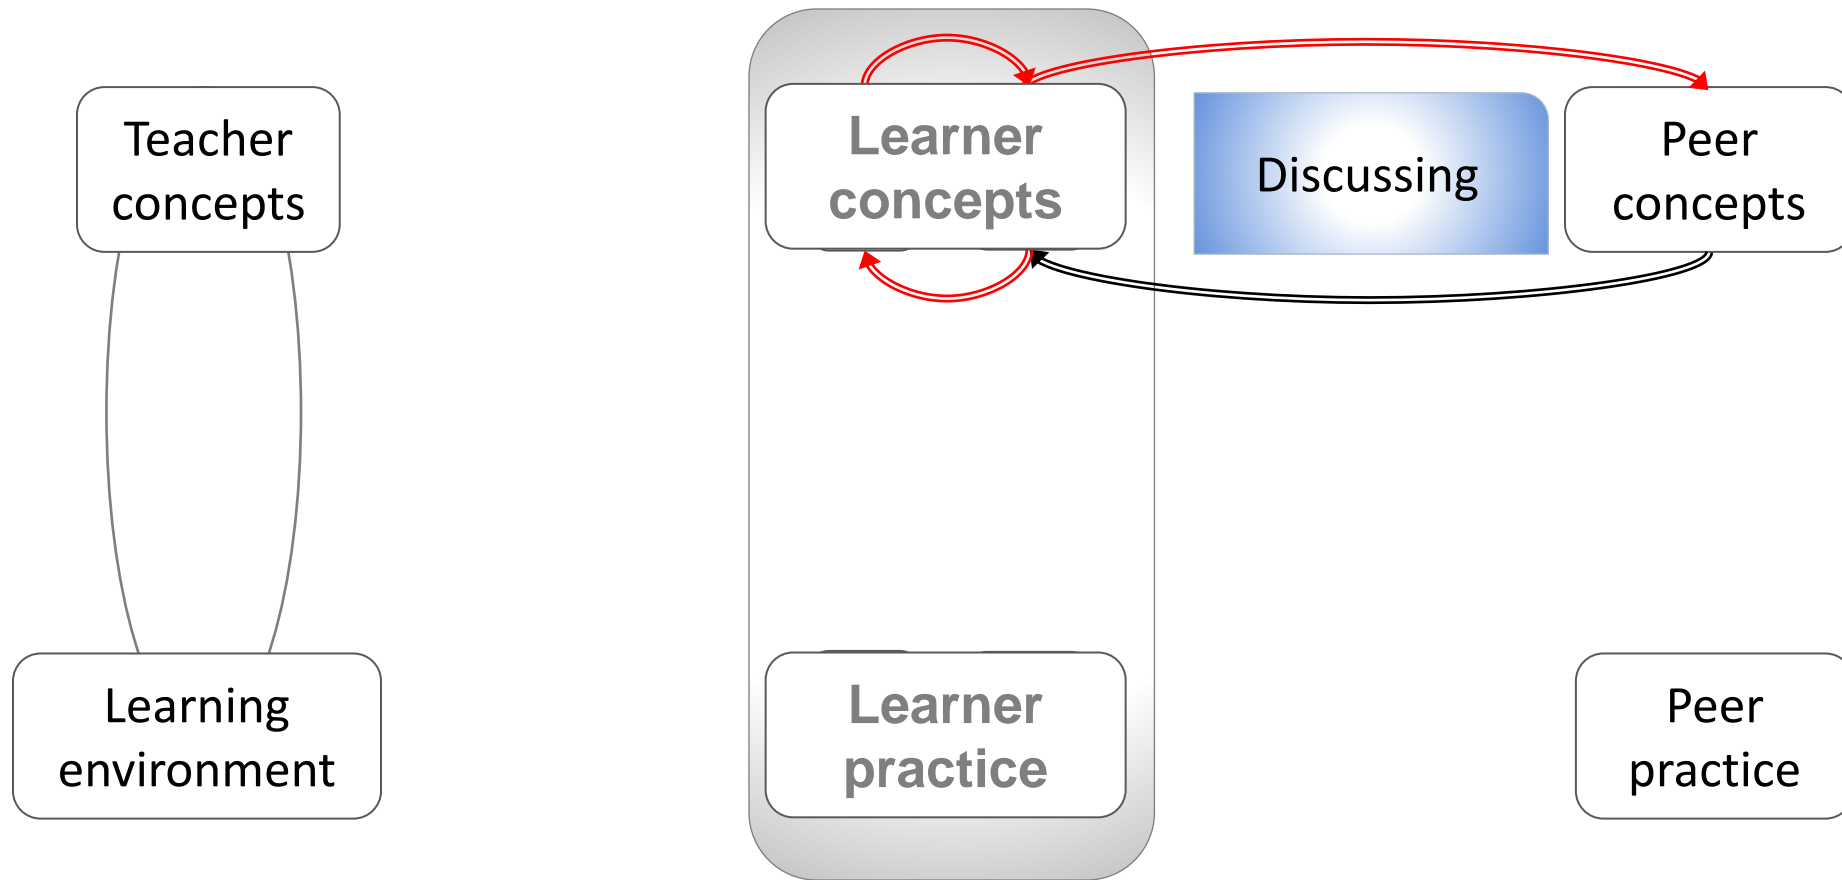 Teacher
concepts
Learner
concepts
Discussing
Peer
concepts
Learning
environment
Learner
practice
Peer
practice